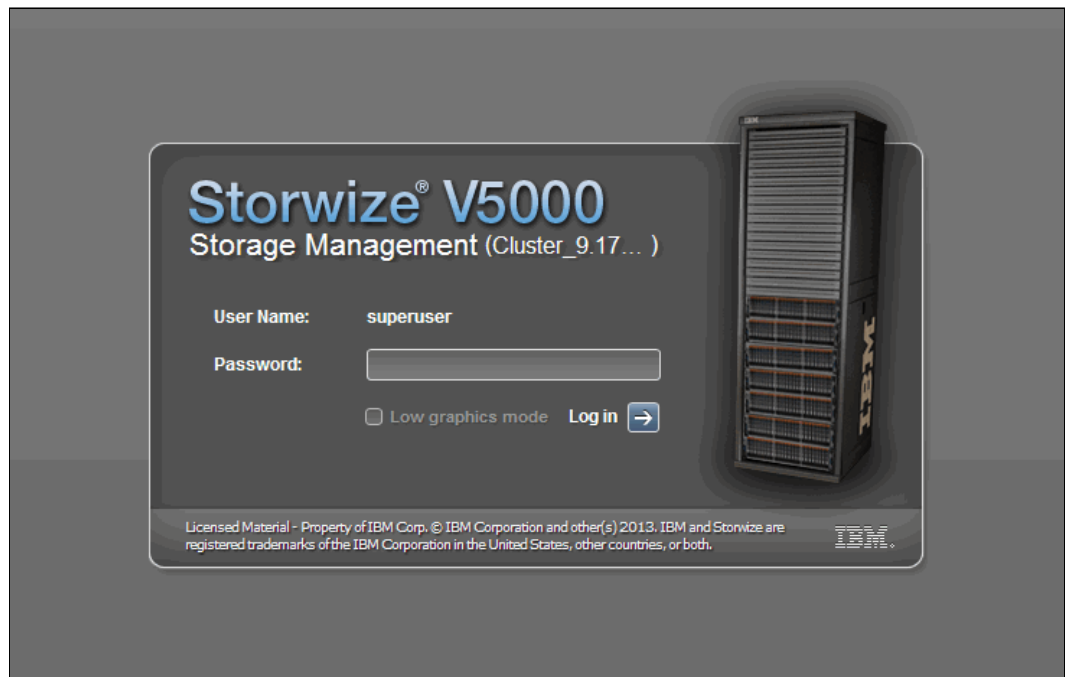 Storwize® V5000
Storage Management (Cluster_9.17... )
User Name: superuser
Password:
Low graphics mode Log in
Licensed Material - Property of IBM Corp. © IBM Corporation and other(s) 2013. IBM and Storwize are
registered trademarks of the IBM Corporation in the United States, other countries, or both.
IBM.
IBM
IBM